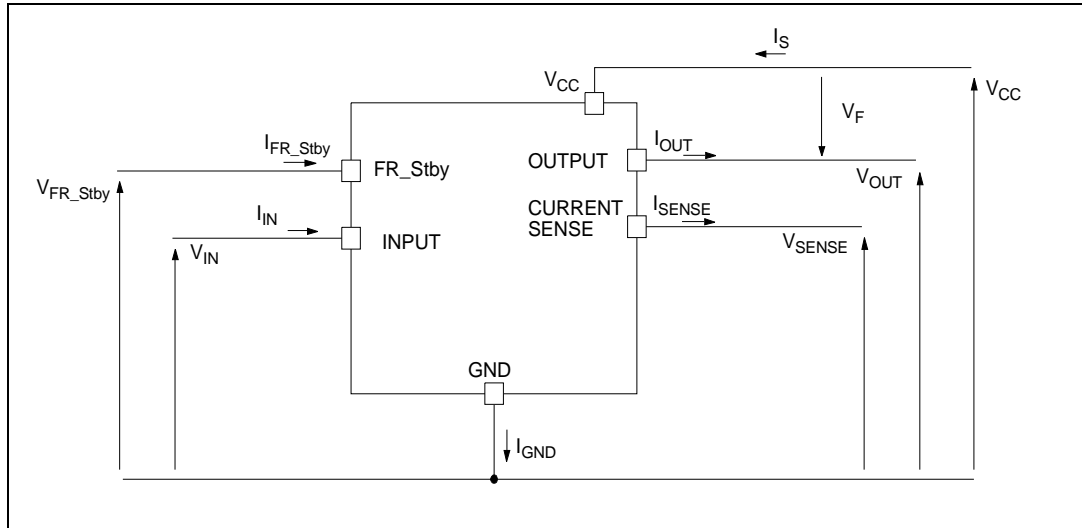 I_S
V_CC
V_CC
V_F
I_FR_Stby
I_OUT
FR_Stby
OUTPUT
V_FR_Stby
V_OUT
I_IN
CURRENT
SENSE
I_SENSE
INPUT
V_IN
V_SENSE
GND
I_GND